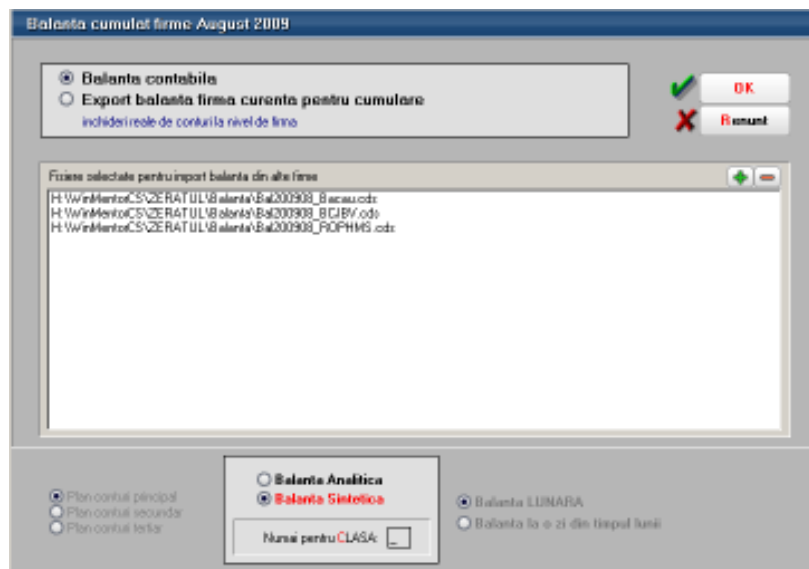 Balanta cumulat firme August 2009
Balanta contabila
Export balanta firma curenta pentru cumulare
inchideri reale de conturi la nivel de firma
OK
Renunt
Fisiere selectate pentru import balanta din alte firme
H:\WinMentorCS\ZERATUL\Balanta\Bal200908_Bacau.cds
H:\WinMentorCS\ZERATUL\Balanta\Bal200908_BCJBV.cds
H:\WinMentorCS\ZERATUL\Balanta\Bal200908_ROPHMS.cds
Plan conturi principal
Plan conturi secundar
Plan conturi tertiar
Balanta Analitica
Balanta Sintetica
Numai pentru CLASA: _
Balanta LUNARA
Balanta la o zi din timpul lunii